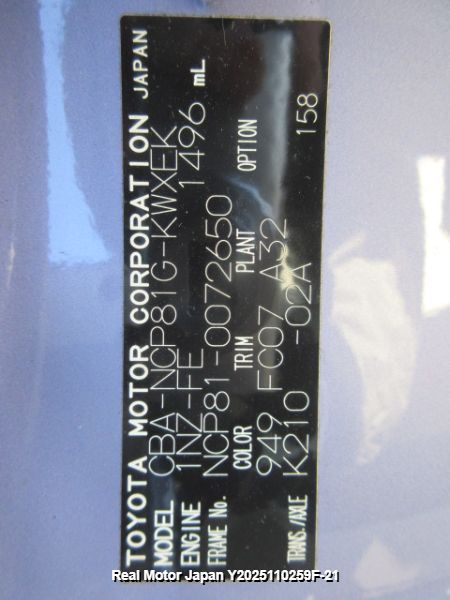 TOYOTA MOTOR CORPORATION JAPAN
MODEL CBA-NCP81G-KWXEK
ENGINE 1NZ-FE 1496 mL
FRAME No. NCP81-0072650
COLOR TRIM PLANT OPTION
949 FC07 A32
TRANS./AXLE K210 -02A 158
Real Motor Japan Y2025110259F-21